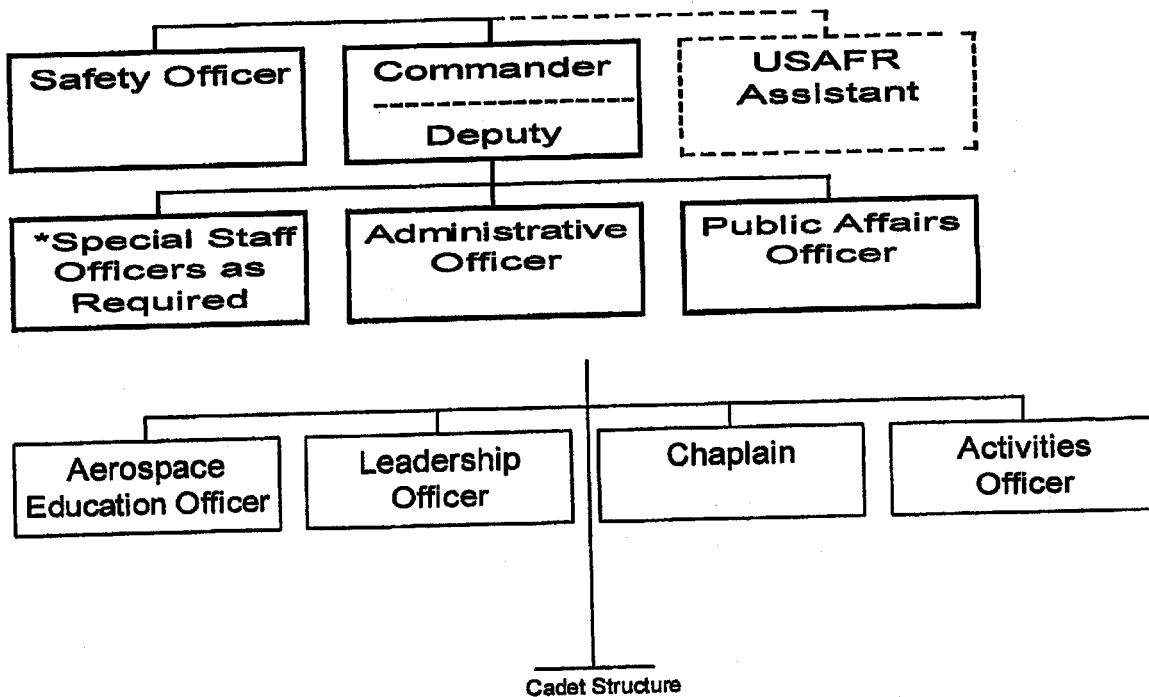 Safety Officer
Commander
Deputy
USAFR
Assistant
*Special Staff
Officers as
Required
Administrative
Officer
Public Affairs
Officer
Aerospace
Education Officer
Leadership
Officer
Chaplain
Activities
Officer
Cadet Structure